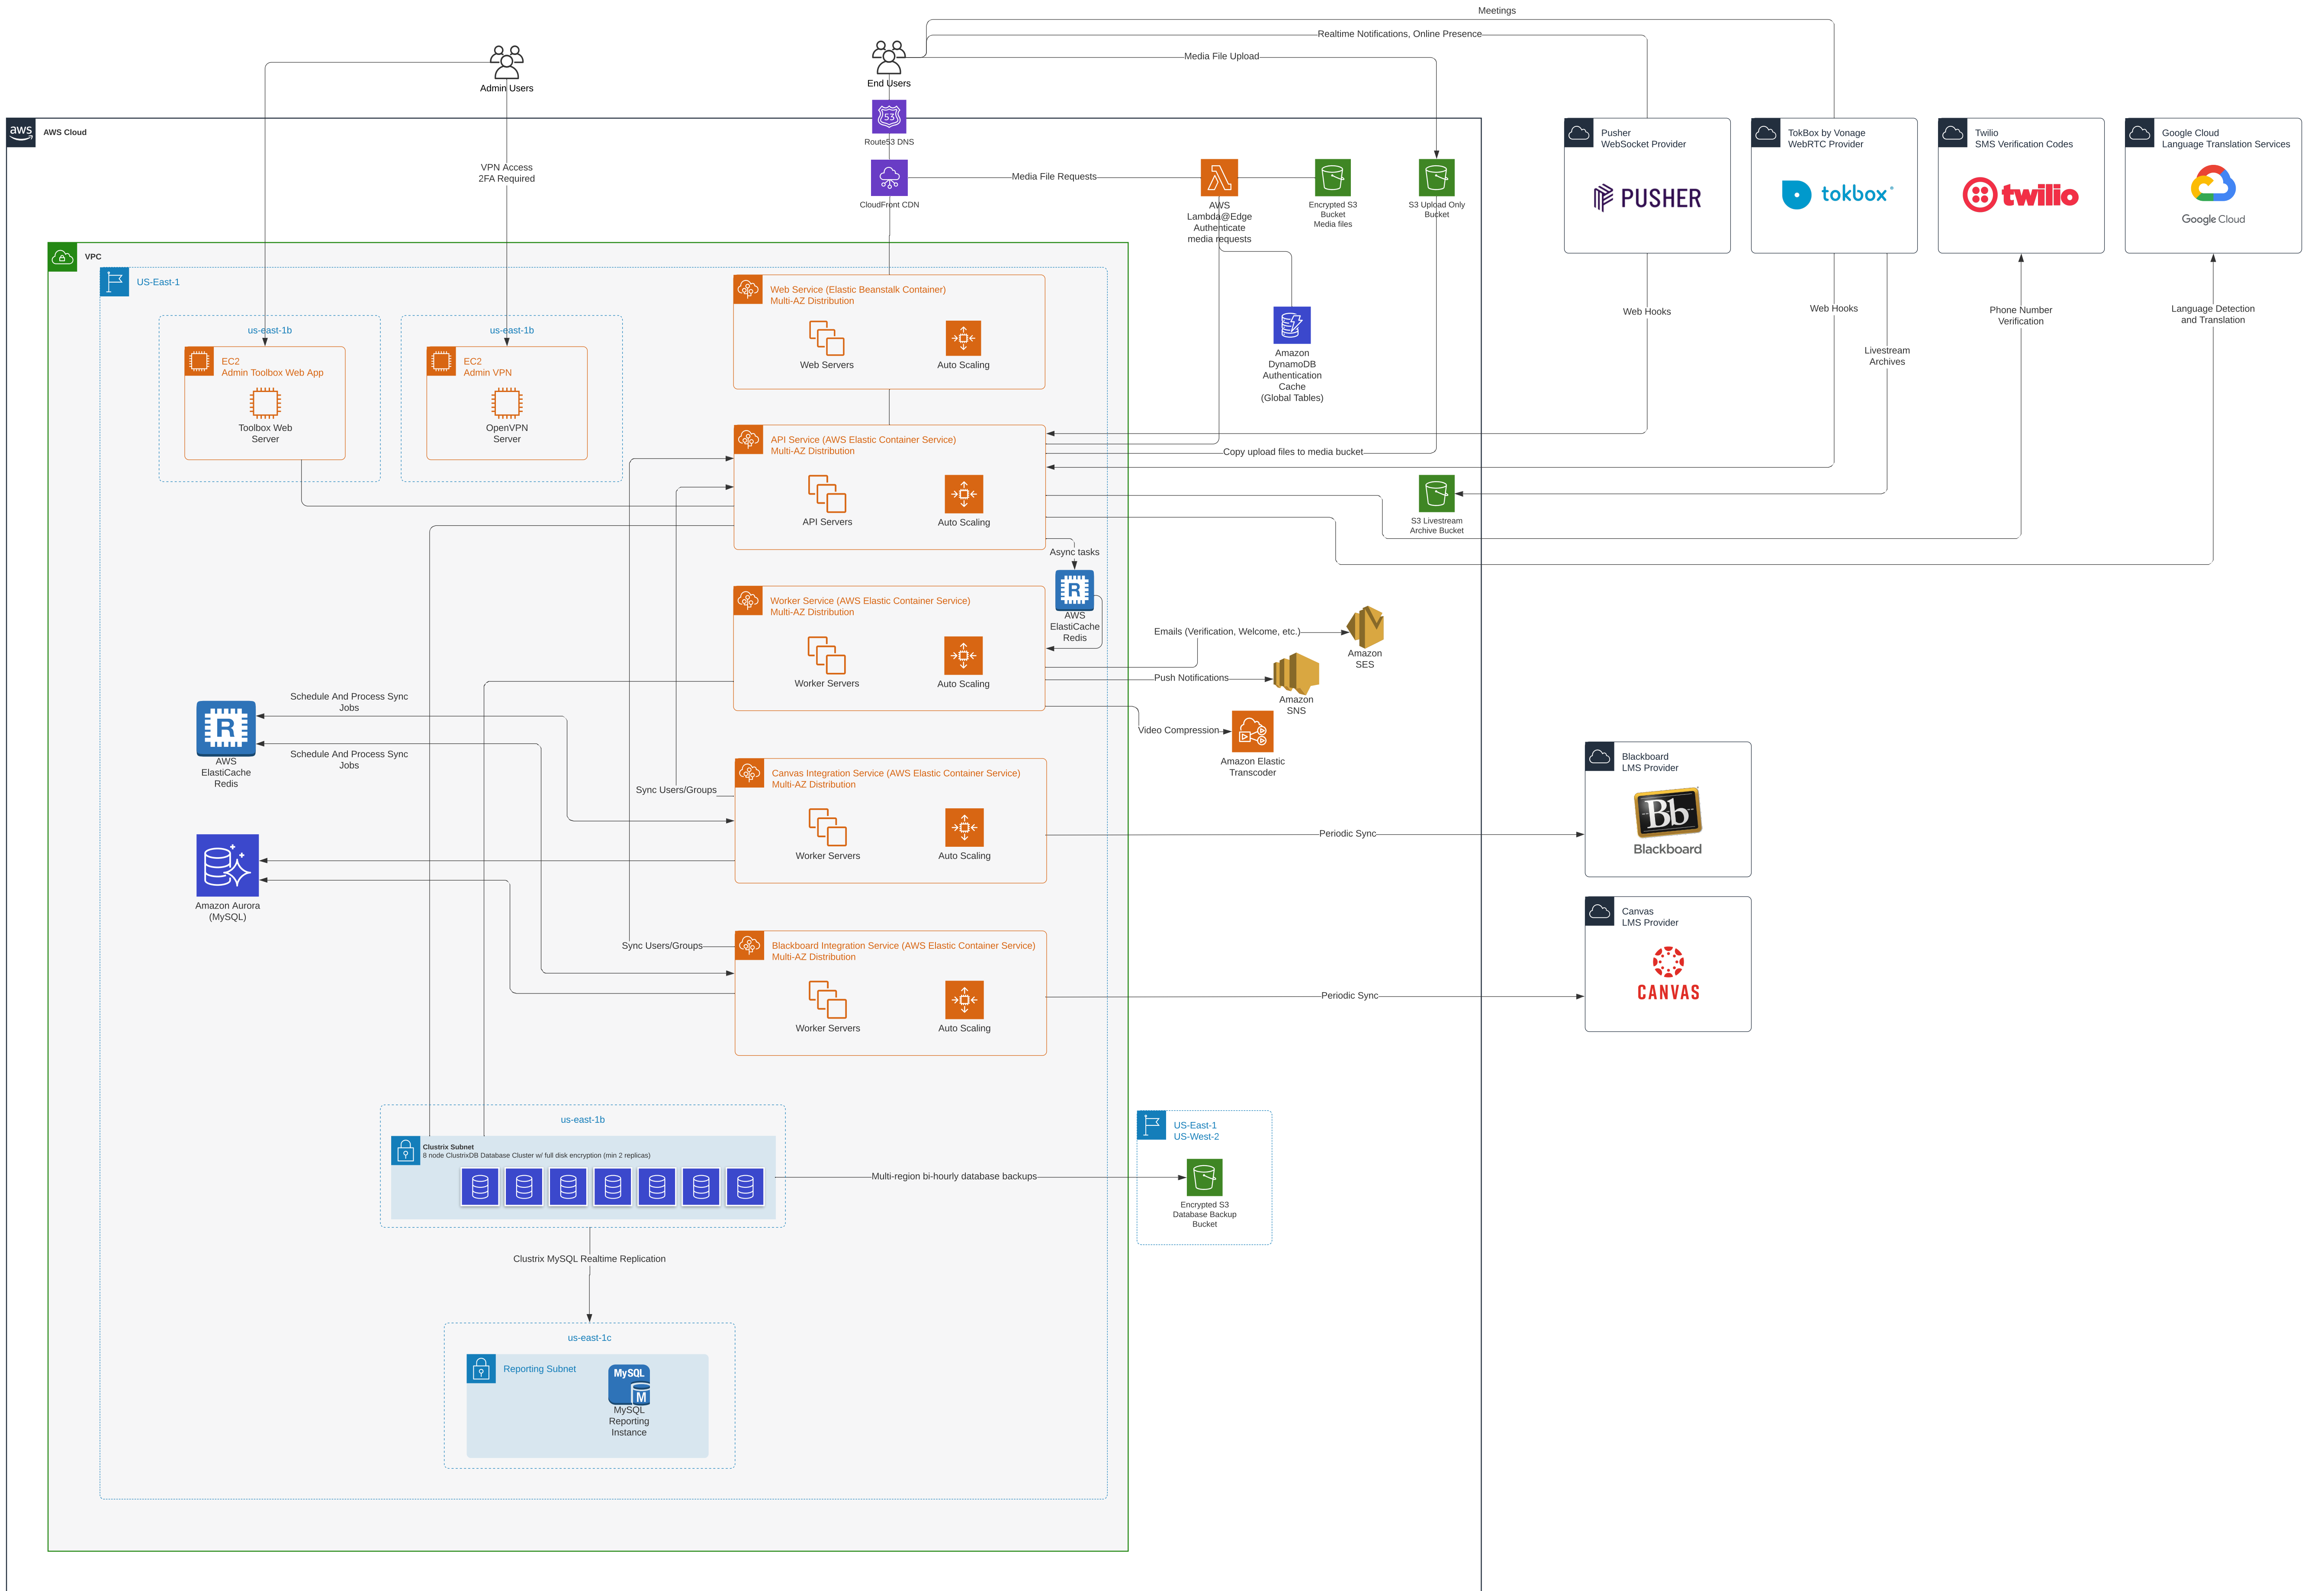 Meetings
Realtime Notifications, Online Presence
Media File Upload
Admin Users
End Users
aws
AWS Cloud
53
Route53 DNS
VPN Access
2FA Required
CloudFront CDN
Media File Requests
AWS
Lambda@Edge
Authenticate
media requests
Encrypted S3
Bucket
Media files
S3 Upload Only
Bucket
Pusher
WebSocket Provider
PUSHER
TokBox by Vonage
WebRTC Provider
tokbox
Twilio
SMS Verification Codes
twilio
Google Cloud
Language Translation Services
Google Cloud
VPC
US-East-1
us-east-1b
EC2
Admin Toolbox Web App
Toolbox Web
Server
us-east-1b
EC2
Admin VPN
OpenVPN
Server
Web Service (Elastic Beanstalk Container)
Multi-AZ Distribution
Web Servers
Auto Scaling
Amazon
DynamoDB
Authentication
Cache
(Global Tables)
Web Hooks
Web Hooks
Livestream
Archives
Phone Number
Verification
Language Detection
and Translation
API Service (AWS Elastic Container Service)
Multi-AZ Distribution
API Servers
Auto Scaling
Copy upload files to media bucket
S3 Livestream
Archive Bucket
Async tasks
R
AWS
ElastiCache
Redis
Worker Service (AWS Elastic Container Service)
Multi-AZ Distribution
Worker Servers
Auto Scaling
Emails (Verification, Welcome, etc.)
Amazon
SES
Push Notifications
Amazon
SNS
Video Compression
Amazon Elastic
Transcoder
Schedule And Process Sync
Jobs
R
AWS
ElastiCache
Redis
Schedule And Process Sync
Jobs
Sync Users/Groups
Canvas Integration Service (AWS Elastic Container Service)
Multi-AZ Distribution
Worker Servers
Auto Scaling
Periodic Sync
Blackboard
LMS Provider
Bb
Blackboard
Amazon Aurora
(MySQL)
Sync Users/Groups
Blackboard Integration Service (AWS Elastic Container Service)
Multi-AZ Distribution
Worker Servers
Auto Scaling
Periodic Sync
Canvas
LMS Provider
CANVAS
us-east-1b
Clustrix Subnet
8 node ClustrixDB Database Cluster w/ full disk encryption (min 2 replicas)
Multi-region bi-hourly database backups
US-East-1
US-West-2
Encrypted S3
Database Backup
Bucket
Clustrix MySQL Realtime Replication
us-east-1c
Reporting Subnet
MySQL
M
MySQL
Reporting
Instance